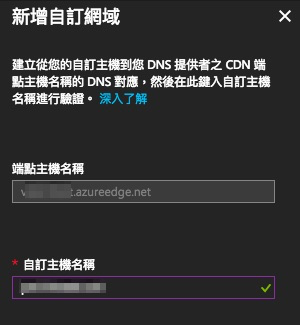 新增自訂網域
建立從您的自訂主機到您 DNS 提供者之 CDN 端
點主機名稱的 DNS 對應，然後在此鍵入自訂主機
名稱進行驗證。 深入了解
端點主機名稱
.azureedge.net
* 自訂主機名稱